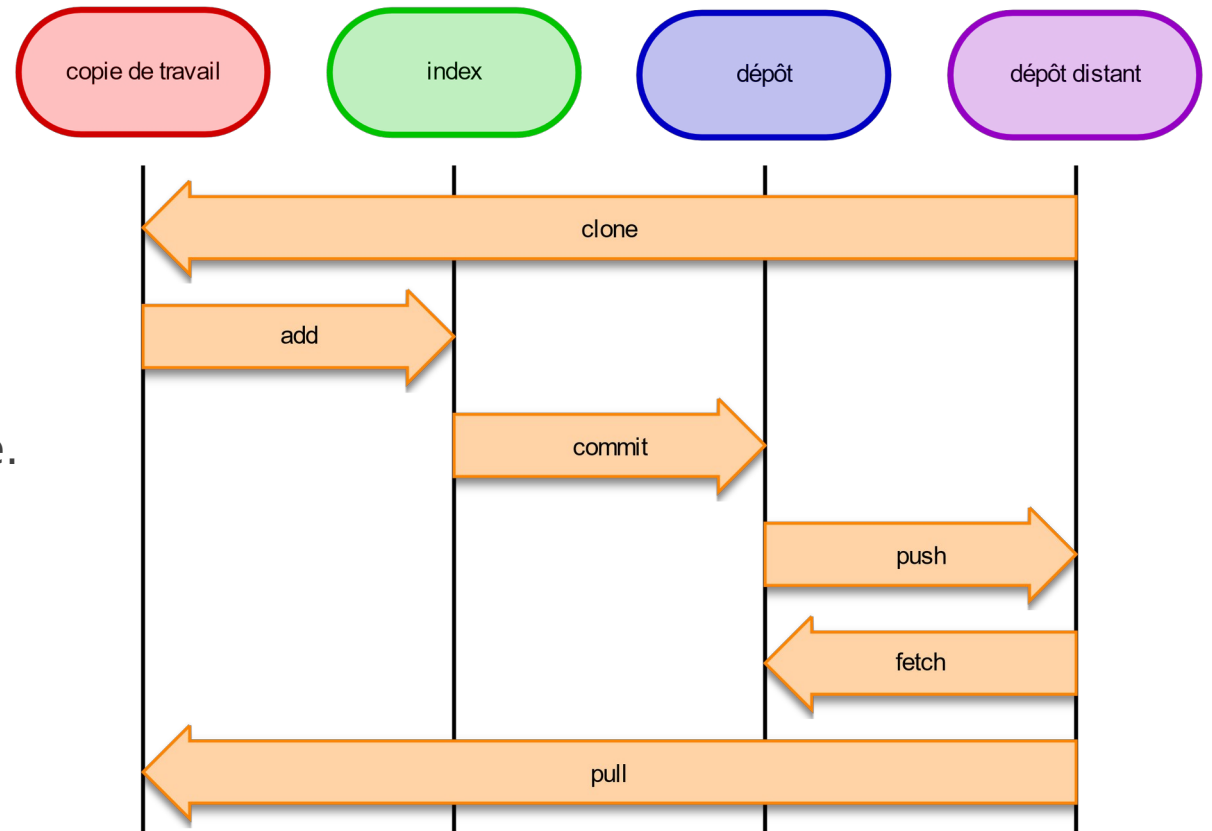 copie de travail
index
dépôt
dépôt distant
clone
add
commit
e.
push
fetch
pull